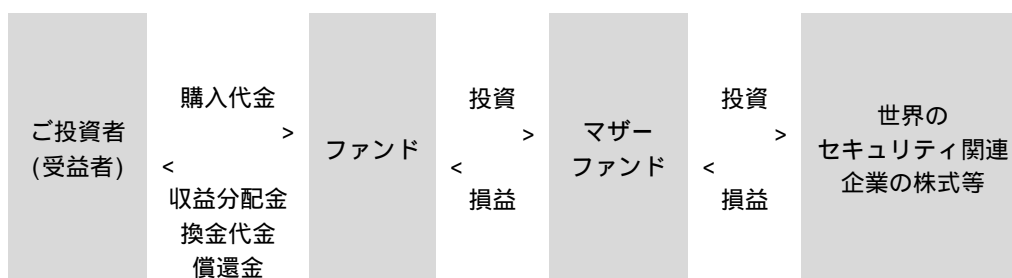 ご投資者
(受益者)
購入代金
>
<
収益分配金
換金代金
償還金
ファンド
投資
>
<
損益
マザー
ファンド
投資
>
<
損益
世界の
セキュリティ関連
企業の株式等